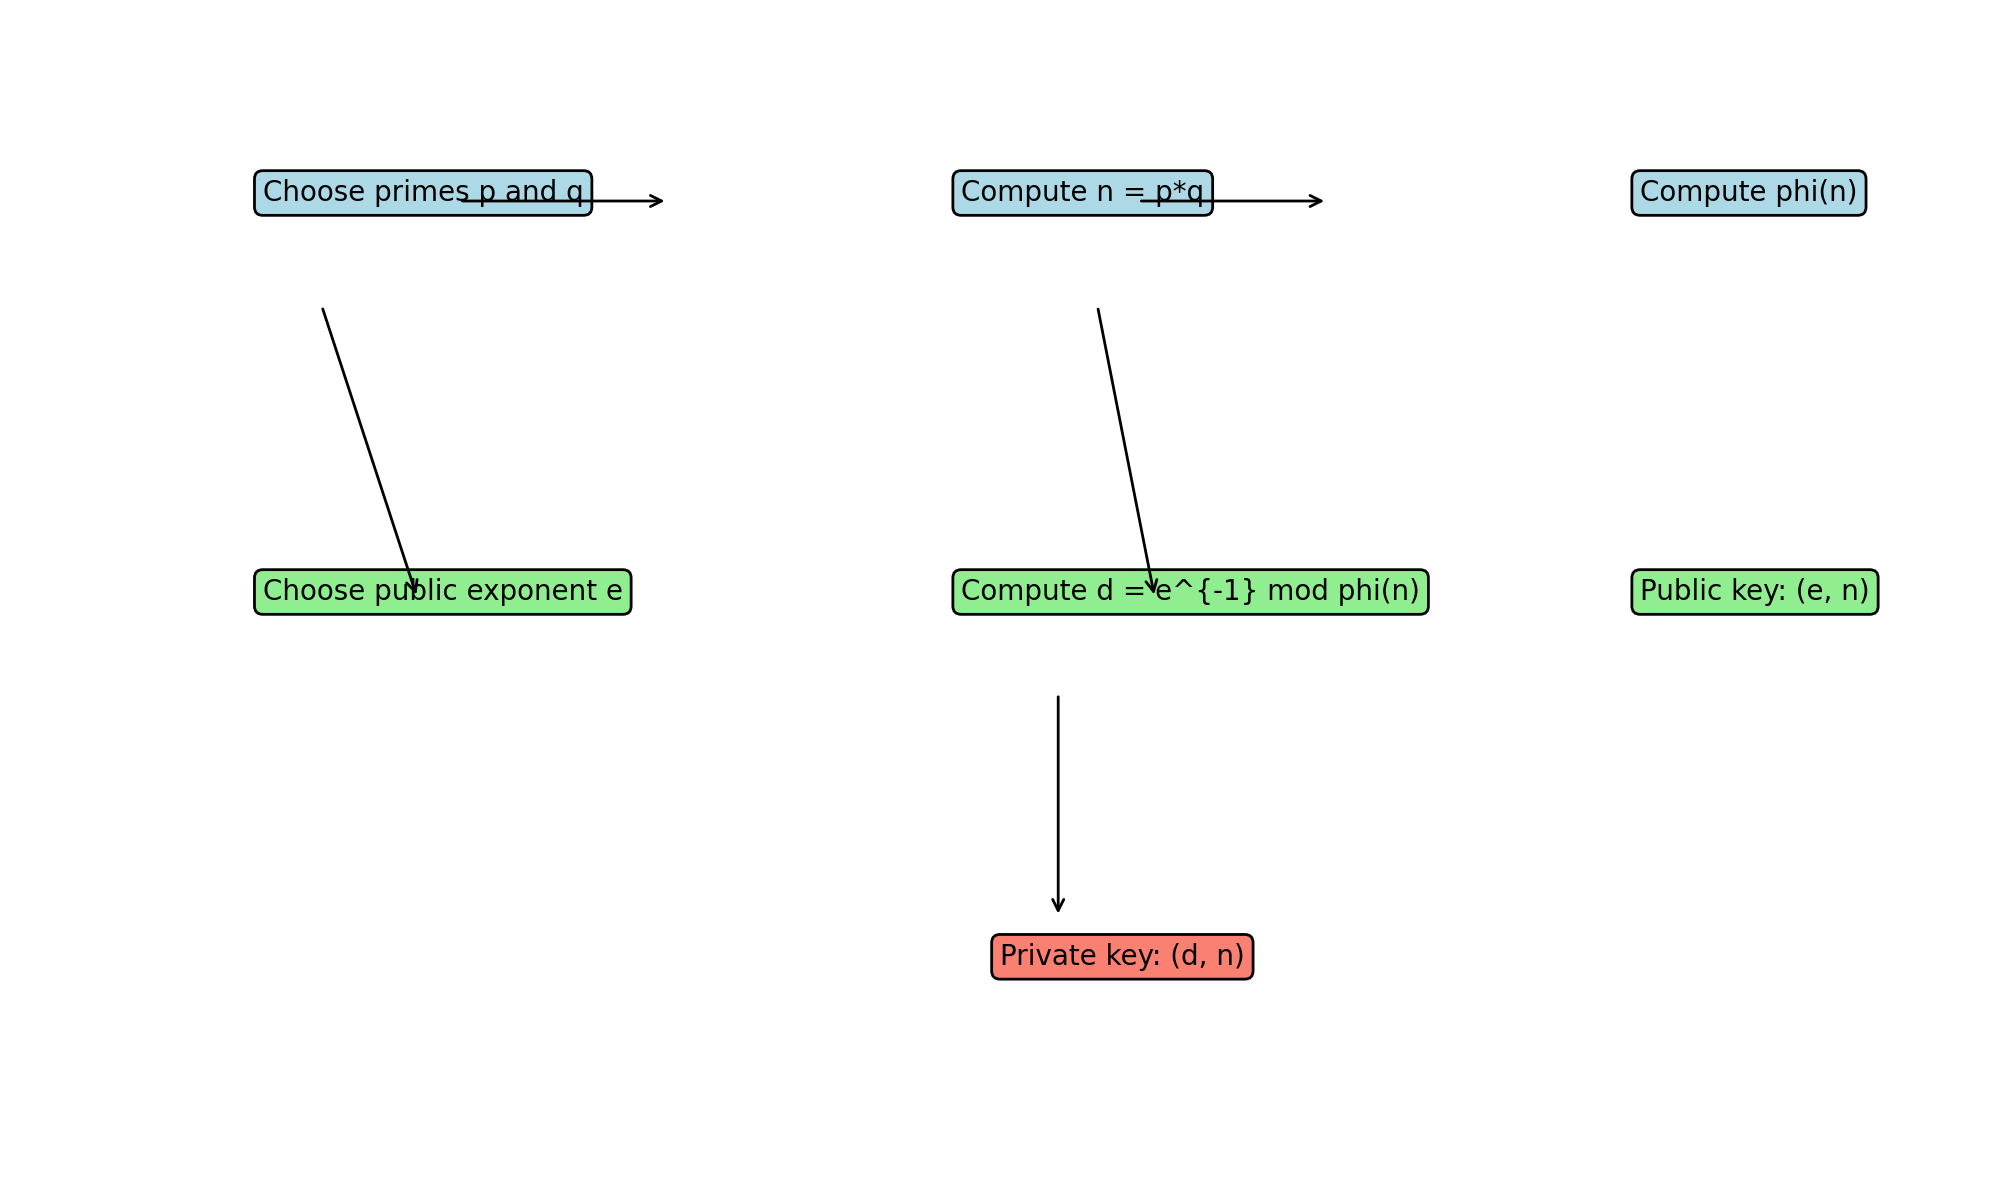 Choose primes p and q
Compute n = p*q
Compute phi(n)
Choose public exponent e
Compute d = e^{-1} mod phi(n)
Public key: (e, n)
Private key: (d, n)